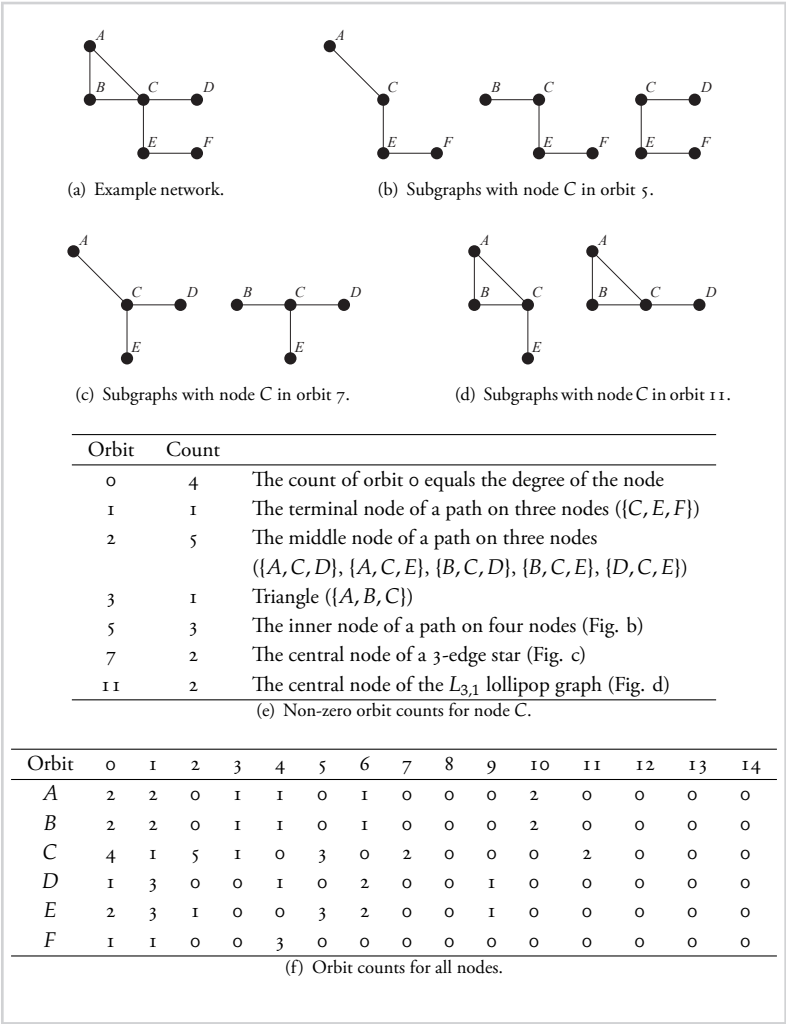 A
B C D
E F
(a) Example network.
A
C
E F
B C
E F
C D
E F
(b) Subgraphs with node C in orbit 5.
A
C D
E
B C D
E
(c) Subgraphs with node C in orbit 7.
A
B C
E
A
B C D
(d) Subgraphs with node C in orbit 11.
Orbit Count
0 4 The count of orbit 0 equals the degree of the node
1 1 The terminal node of a path on three nodes ({C, E, F})
2 5 The middle node of a path on three nodes
({A, C, D}, {A, C, E}, {B, C, D}, {B, C, E}, {D, C, E})
3 1 Triangle ({A, B, C})
5 3 The inner node of a path on four nodes (Fig. b)
7 2 The central node of a 3-edge star (Fig. c)
11 2 The central node of the L3,1 lollipop graph (Fig. d)
(e) Non-zero orbit counts for node C.
Orbit 0 1 2 3 4 5 6 7 8 9 10 11 12 13 14
A 2 2 0 1 1 0 1 0 0 0 2 0 0 0 0
B 2 2 0 1 1 0 1 0 0 0 2 0 0 0 0
C 4 1 5 1 0 3 0 2 0 0 0 2 0 0 0
D 1 3 0 0 1 0 2 0 0 1 0 0 0 0 0
E 2 3 1 0 0 3 2 0 0 1 0 0 0 0 0
F 1 1 0 0 3 0 0 0 0 0 0 0 0 0 0
(f) Orbit counts for all nodes.